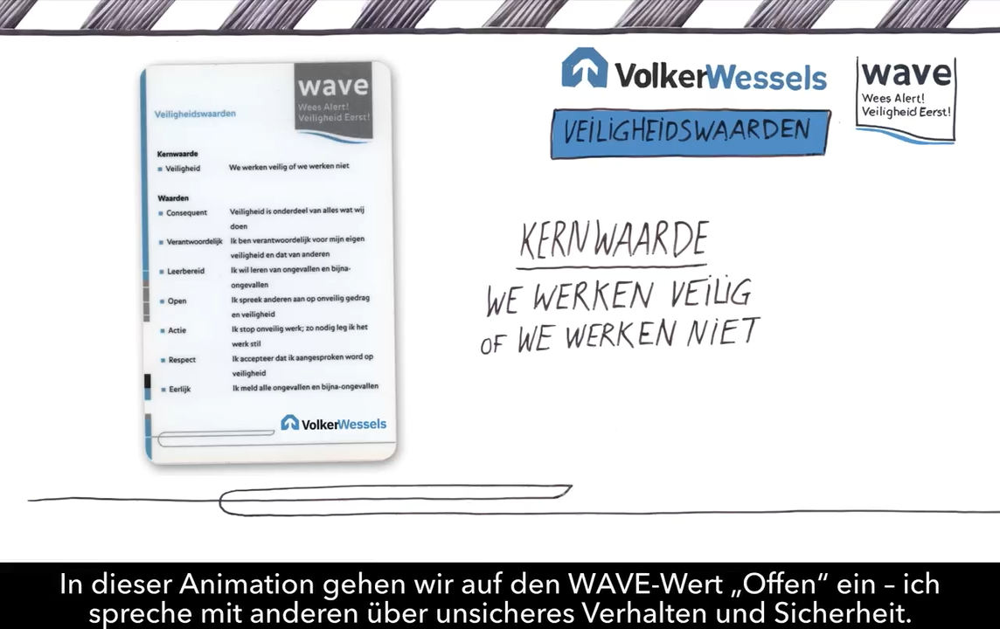 wave
Wees Alert!
Veiligheid Eerst!
Veiligheidswaarden
Kernwaarde
Veiligheid We werken veilig of we werken niet
Waarden
Consequent Veiligheid is onderdeel van alles wat wij
doen
Verantwoordelijk Ik ben verantwoordelijk voor mijn eigen
veiligheid en dat van anderen
Leerbereid Ik wil leren van ongevallen en bijna-
ongevallen
Open Ik spreek anderen aan op onveilig gedrag
en veiligheid
Actie Ik stop onveilig werk; zo nodig leg ik het
werk stil
Respect Ik accepteer dat ik aangesproken word op
veiligheid
Eerlijk Ik meld alle ongevallen en bijna-ongevallen
VolkerWessels
VolkerWessels
VEILIGHEIDSWAARDEN
wave
Wees Alert!
Veiligheid Eerst!
KERNWAARDE
WE WERKEN VEILIG
OF WE WERKEN NIET
In dieser Animation gehen wir auf den WAVE-Wert „Offen“ ein – ich
spreche mit anderen über unsicheres Verhalten und Sicherheit.